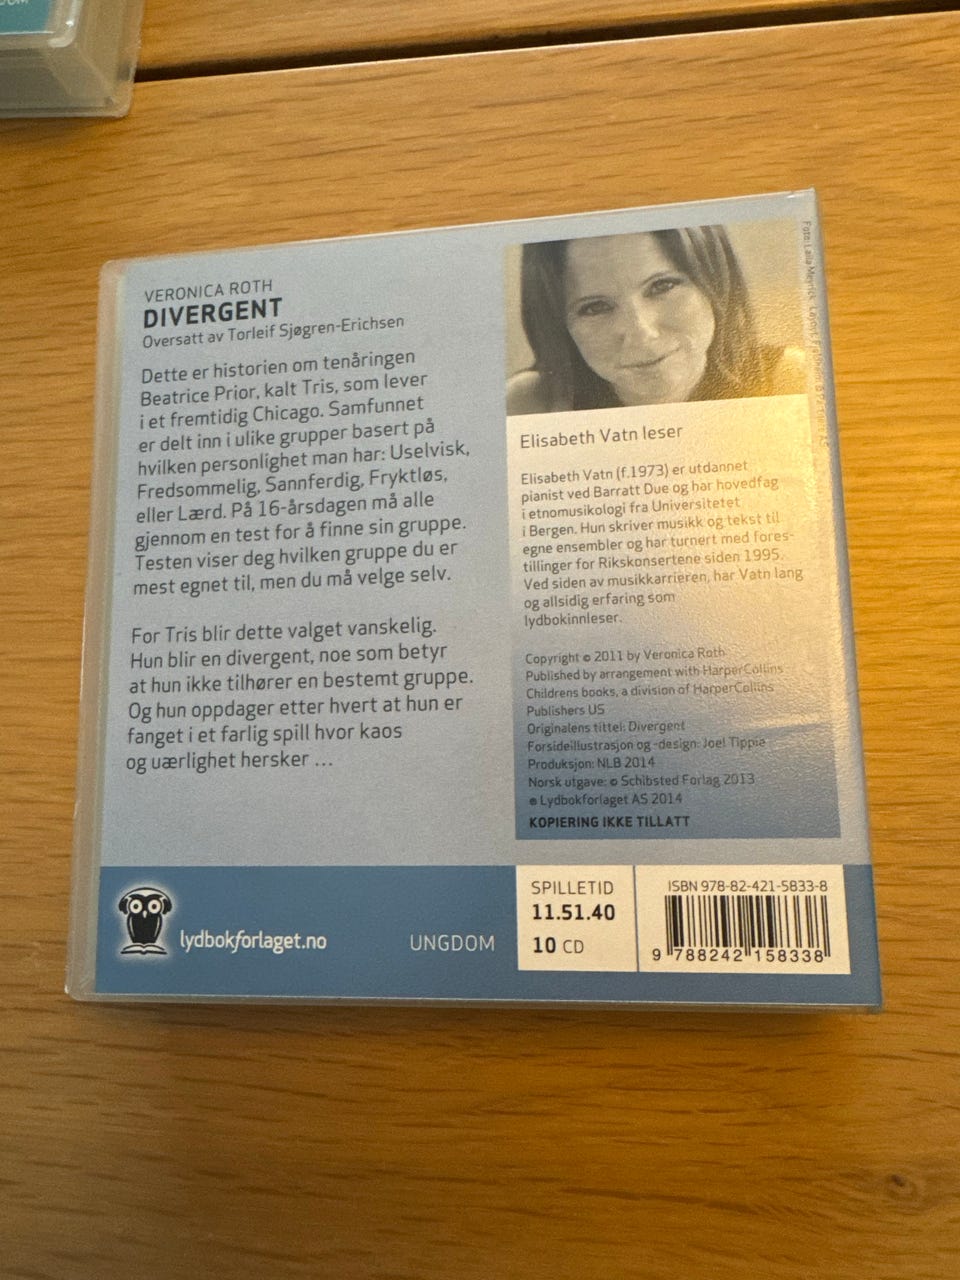 VERONICA ROTH
DIVERGENT
Oversatt av Torleif Sjøgren-Erichsen
Dette er historien om tenåringen
Beatrice Prior, kalt Tris, som lever
i et fremtidig Chicago. Samfunnet
er delt inn i ulike grupper basert på
hvilken personlighet man har: Uselvisk,
Fredsommelig, Sannferdig, Fryktløs,
eller Lærd. På 16-årsdagen må alle
gjennom en test for å finne sin gruppe.
Testen viser deg hvilken gruppe du er
mest egnet til, men du må velge selv.
For Tris blir dette valget vanskelig.
Hun blir en divergent, noe som betyr
at hun ikke tilhører en bestemt gruppe.
Og hun oppdager etter hvert at hun er
fanget i et farlig spill hvor kaos
og uærlighet hersker ...
Foto: Laila Meyrick
Elisabeth Vatn leser
Elisabeth Vatn (f.1973) er utdannet
pianist ved Barratt Due og har hovedfag
i etnomusikologi fra Universitetet
i Bergen. Hun skriver musikk og tekst til
egne ensembler og har turnert med fores-
tillinger for Rikskonsertene siden 1995.
Ved siden av musikkarrieren, har Vatn lang
og allsidig erfaring som
lydbokinnleser.
Copyright © 2011 by Veronica Roth
Published by arrangement with HarperCollins
Childrens books, a division of HarperCollins
Publishers US
Originalens tittel: Divergent
Forsideillustrasjon og -design: Joel Tippie
Produksjon: NLB 2014
Norsk utgave: © Schibsted Forlag 2013
℗ Lydbokforlaget AS 2014
KOPIERING IKKE TILLATT
lydbokforlaget.no
UNGDOM
SPILLETID
11.51.40
10 CD
ISBN 978-82-421-5833-8
9 788242 158338